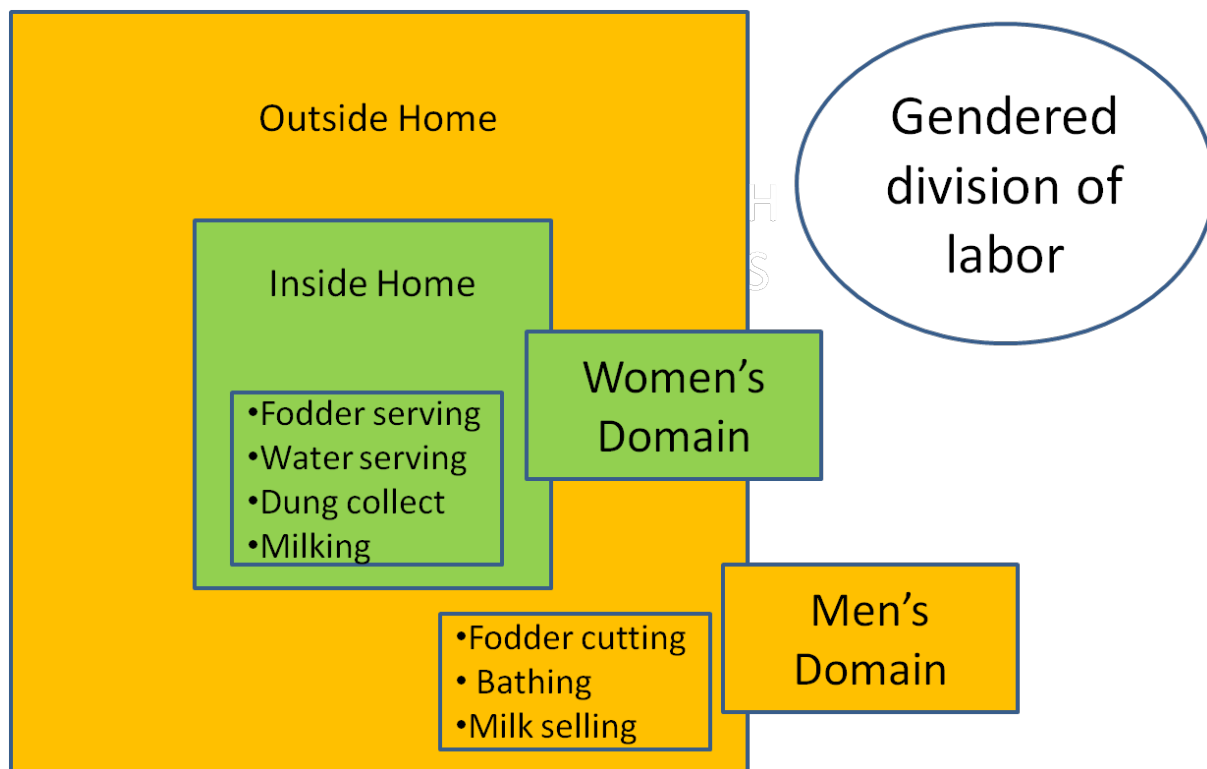 Outside Home
Gendered
division of
labor
H
S
Inside Home
Women’s
Domain
•Fodder serving
•Water serving
•Dung collect
•Milking
Men’s
Domain
•Fodder cutting
• Bathing
•Milk selling